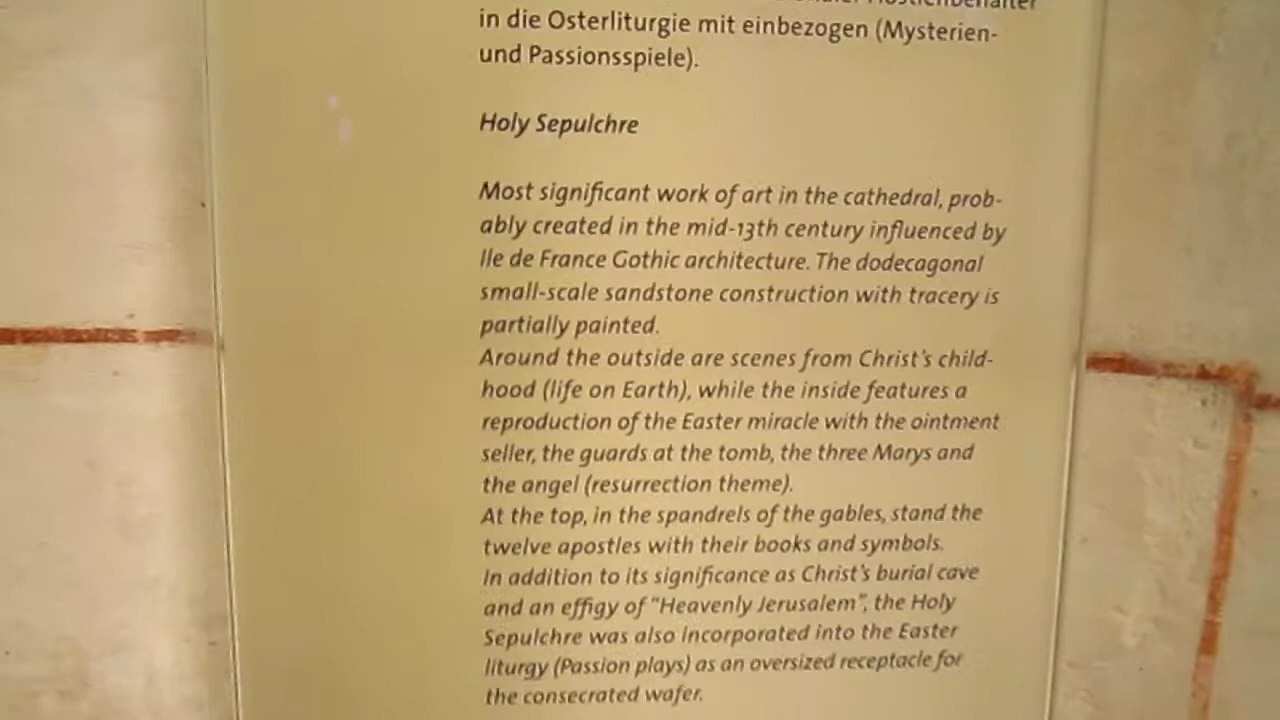 in die Osterliturgie mit einbezogen (Mysterien-
und Passionsspiele).
Holy Sepulchre
Most significant work of art in the cathedral, prob-
ably created in the mid-13th century influenced by
Ile de France Gothic architecture. The dodecagonal
small-scale sandstone construction with tracery is
partially painted.
Around the outside are scenes from Christ's child-
hood (life on Earth), while the inside features a
reproduction of the Easter miracle with the ointment
seller, the guards at the tomb, the three Marys and
the angel (resurrection theme).
At the top, in the spandrels of the gables, stand the
twelve apostles with their books and symbols.
In addition to its significance as Christ's burial cave
and an effigy of "Heavenly Jerusalem", the Holy
Sepulchre was also incorporated into the Easter
liturgy (Passion plays) as an oversized receptacle for
the consecrated wafer.